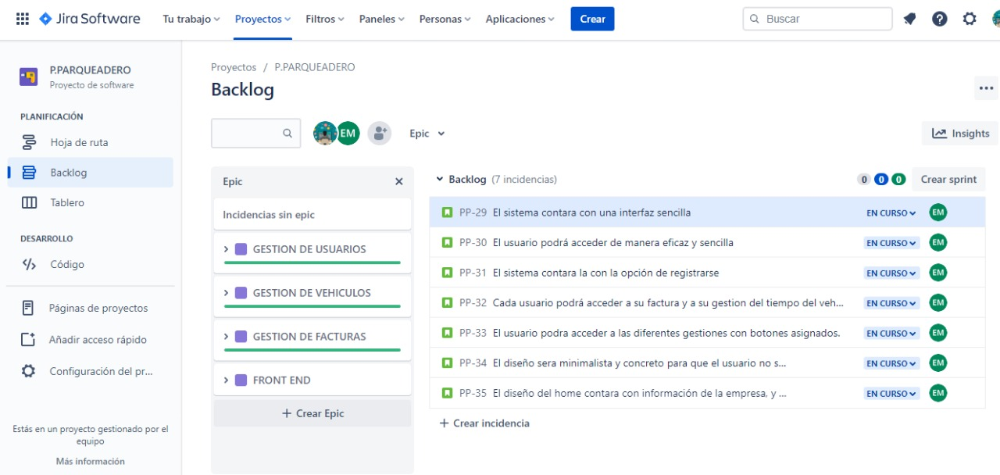 Jira Software Tu trabajo Proyectos Filtros Paneles Personas Aplicaciones Crear Buscar
P.PARQUEADERO
Proyecto de software
PLANIFICACIÓN
Hoja de ruta
Backlog
Tablero
DESARROLLO
Código
Páginas de proyectos
Añadir acceso rápido
Configuración del pr...
Estás en un proyecto gestionado por el
equipo
Más información
Proyectos / P.PARQUEADERO
Backlog
EM Epic Insights
Epic
Incidencias sin epic
GESTION DE USUARIOS
GESTION DE VEHICULOS
GESTION DE FACTURAS
FRONT END
+ Crear Epic
Backlog (7 incidencias) 0 0 0 Crear sprint
PP-29 El sistema contara con una interfaz sencilla EN CURSO EM
PP-30 El usuario podrá acceder de manera eficaz y sencilla EN CURSO EM
PP-31 El sistema contara la con la opción de registrarse EN CURSO EM
PP-32 Cada usuario podrá acceder a su factura y a su gestion del tiempo del veh... EN CURSO EM
PP-33 El usuario podra acceder a las diferentes gestiones con botones asignados. EN CURSO EM
PP-34 El diseño sera minimalista y concreto para que el usuario no s... EN CURSO EM
PP-35 El diseño del home contara con información de la empresa, y ... EN CURSO EM
+ Crear incidencia